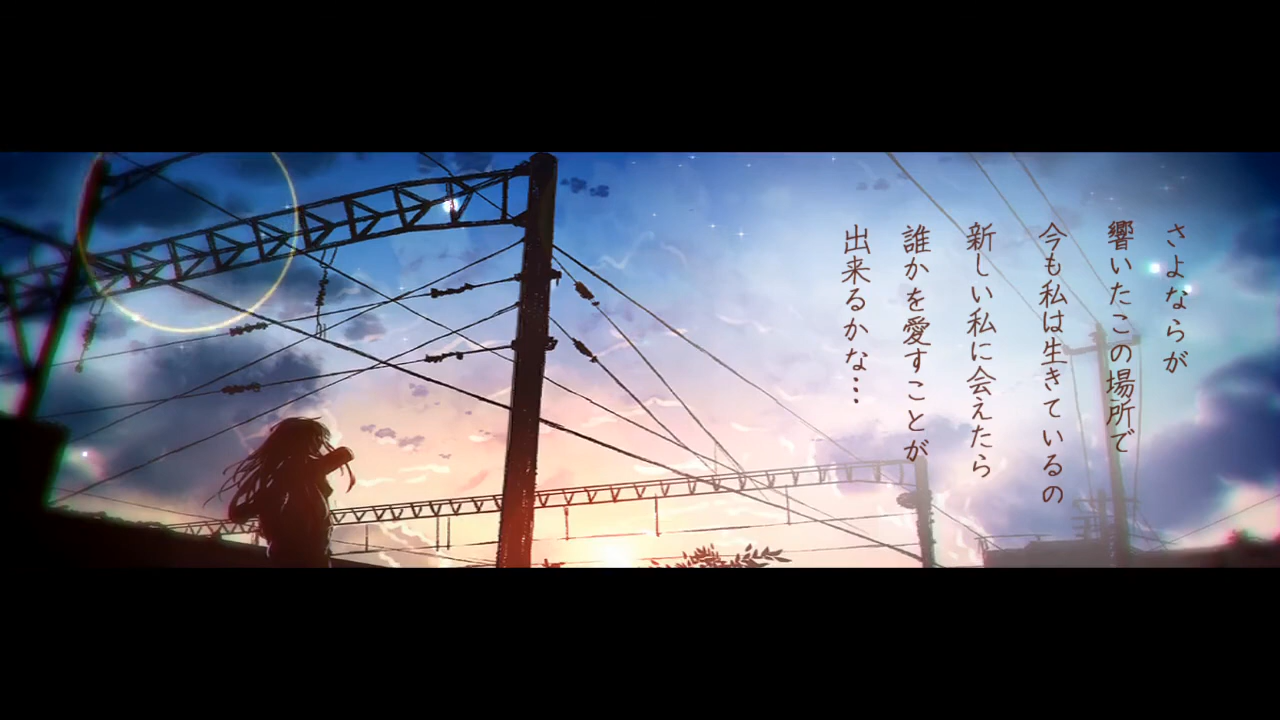 さよならが
響いたこの場所で
今も私は生きているの
新しい私に会えたら
誰かを愛すことが
出来るかな…